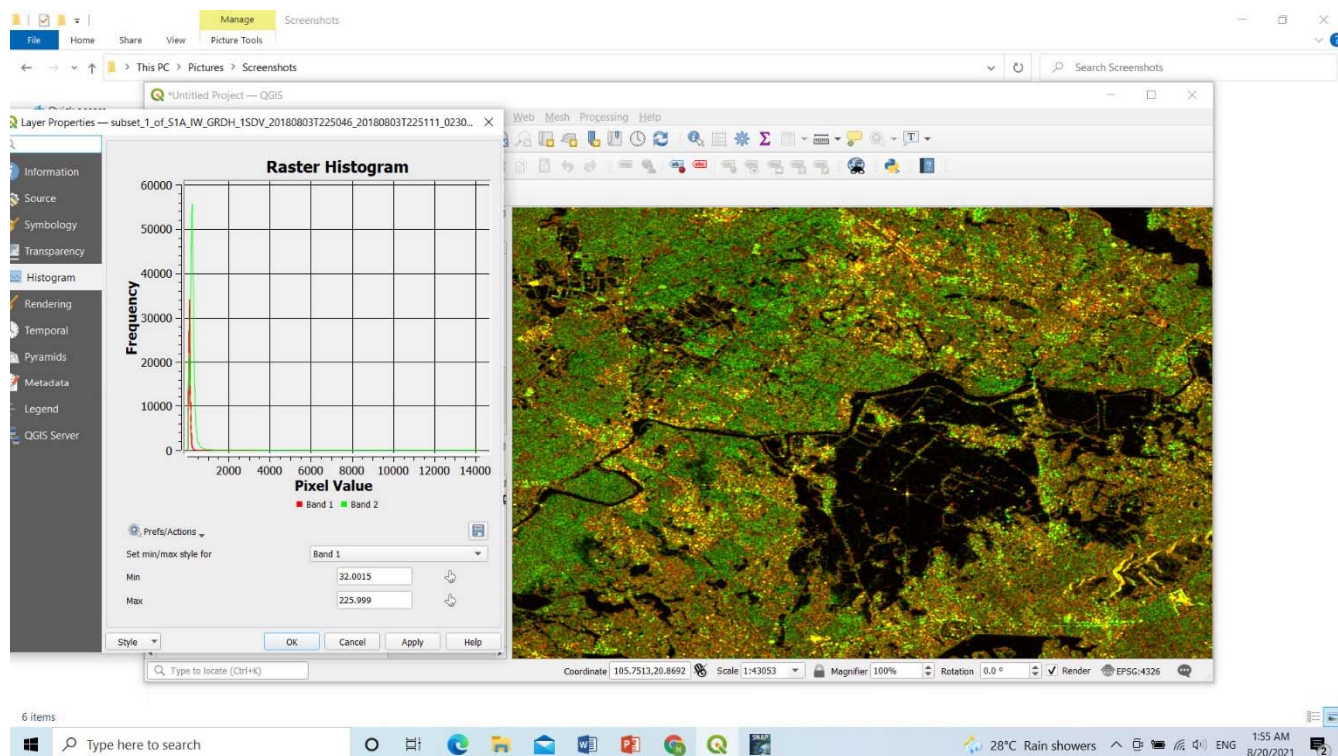 Manage
Screenshots
File
Home
Share
View
Picture Tools
This PC > Pictures > Screenshots
Search Screenshots
*Untitled Project — QGIS
Layer Properties — subset_1_of_S1A_IW_GRDH_1SDV_20180803T225046_20180803T225111_0230...
Web Mesh Processing Help
Information
Source
Symbology
Transparency
Histogram
Rendering
Temporal
Pyramids
Metadata
Legend
QGIS Server
Raster Histogram
60000
50000
40000
30000
20000
10000
0
Frequency
2000 4000 6000 8000 10000 12000 14000
Pixel Value
Band 1 Band 2
Prefs/Actions
Set min/max style for
Band 1
Min
32.0015
Max
225.999
Style
OK
Cancel
Apply
Help
Type to locate (Ctrl+K)
Coordinate 105.7513,20.8692
Scale 1:43053
Magnifier 100%
Rotation 0.0 °
Render
EPSG:4326
6 items
Type here to search
SNAP
28°C Rain showers
ENG
1:55 AM
8/20/2021